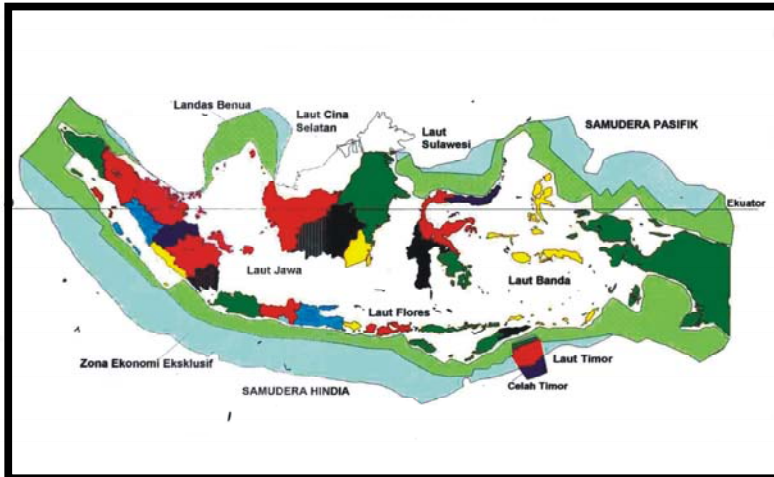 Landas Benua
Laut Cina
Selatan
Laut
Sulawesi
SAMUDERA PASIFIK
Ekuator
Laut Jawa
Laut Banda
Laut Flores
Zona Ekonomi Eksklusif
Laut Timor
SAMUDERA HINDIA
Celah Timor